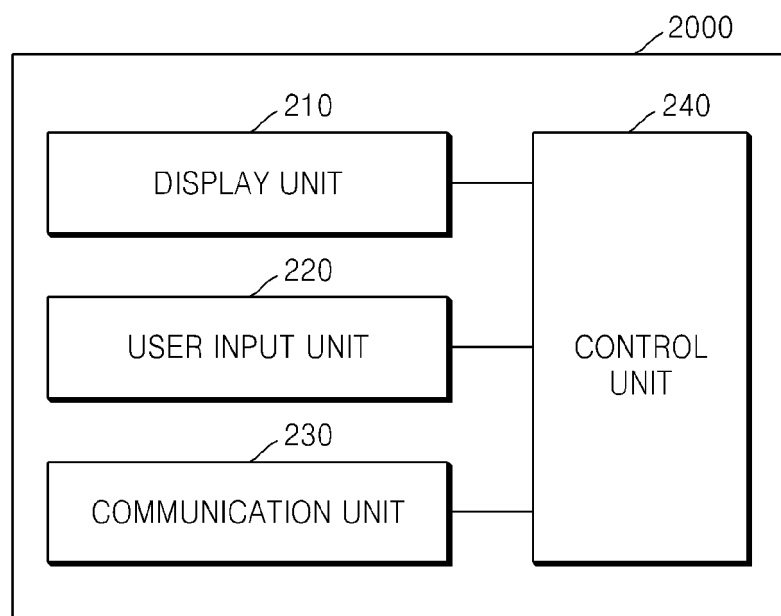 2000
210
240
DISPLAY UNIT
220
USER INPUT UNIT
CONTROL
UNIT
230
COMMUNICATION UNIT